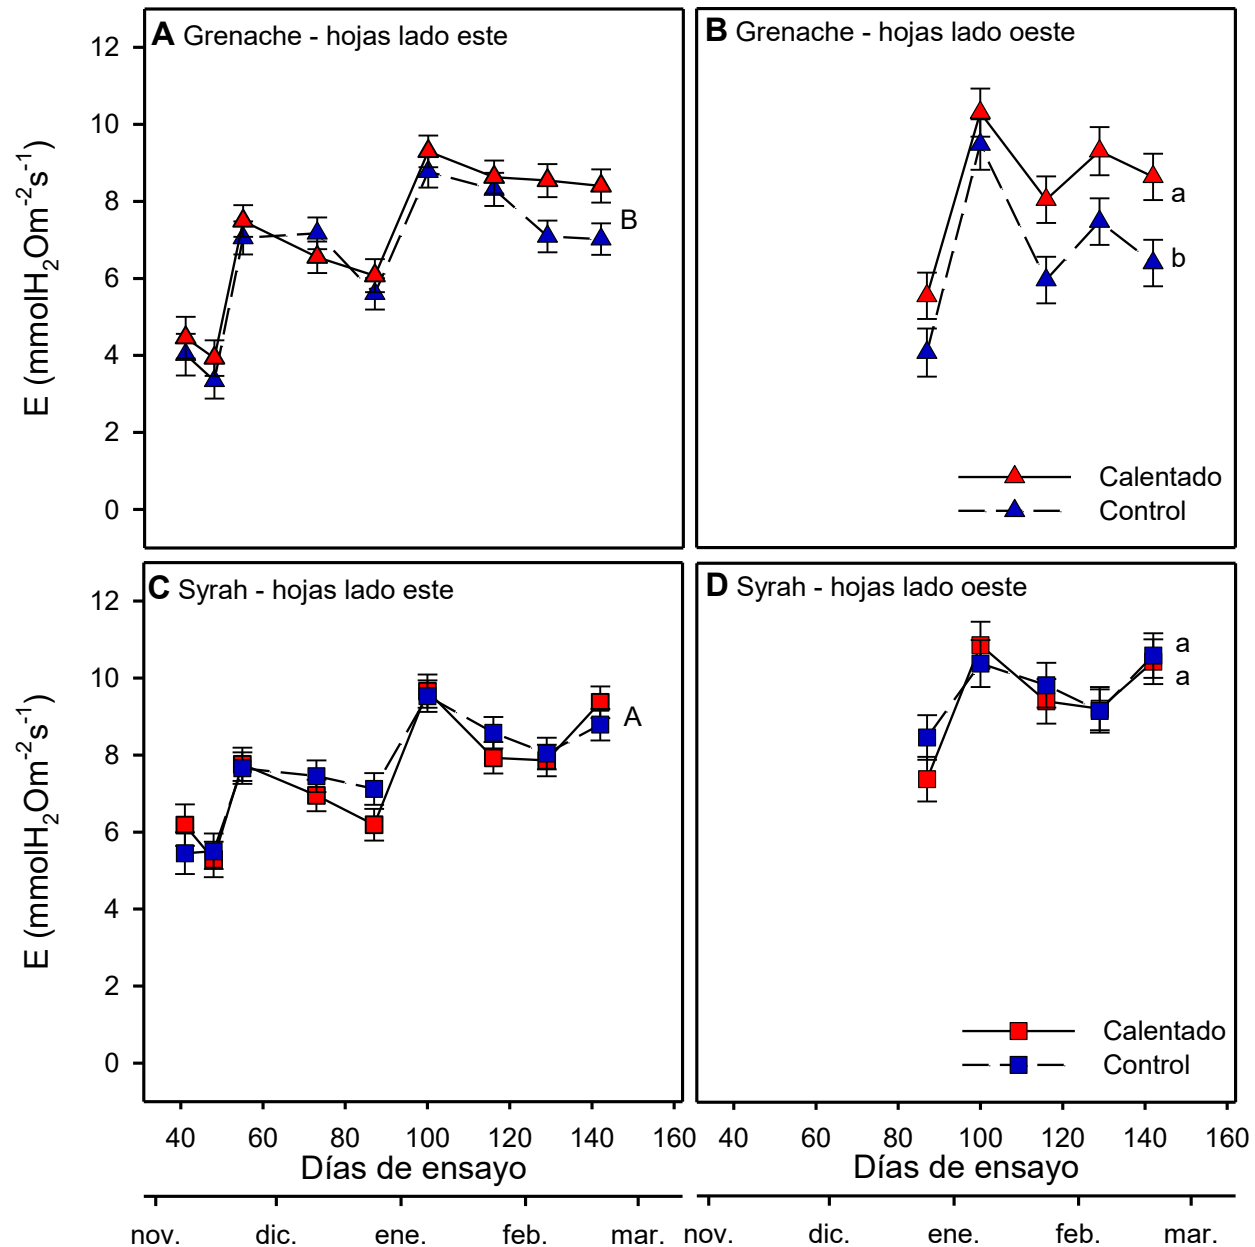 A Grenache - hojas lado este
B Grenache - hojas lado oeste
12
10
8
6
4
2
0
E (mmolH2Om-2s-1)
B
a
b
Calentado
Control
C Syrah - hojas lado este
D Syrah - hojas lado oeste
12
10
8
6
4
2
0
E (mmolH2Om-2s-1)
A
a
a
Calentado
Control
40 60 80 100 120 140 160 40 60 80 100 120 140 160
Días de ensayo Días de ensayo
nov. dic. ene. feb. mar. nov. dic. ene. feb. mar.